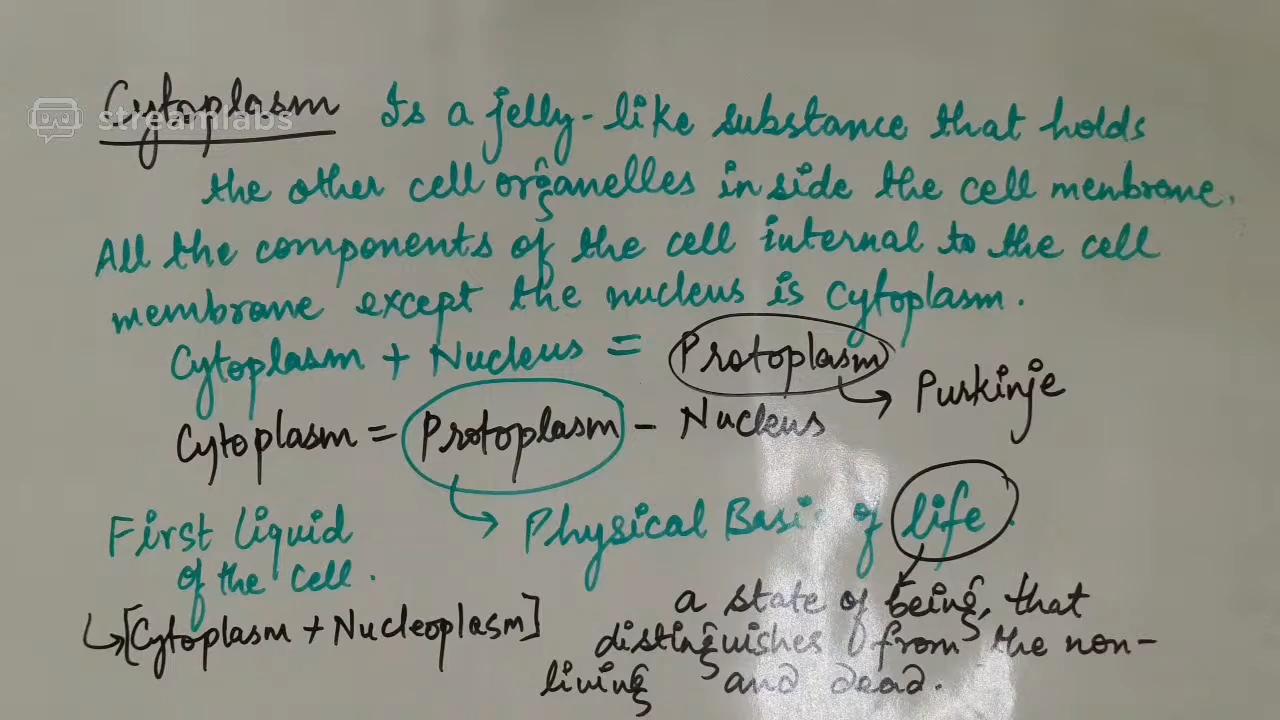 Cytoplasm Is a jelly-like substance that holds
streamlabs
the other cell organelles inside the cell membrane.
All the components of the cell internal to the cell
membrane except the nucleus is cytoplasm.
Cytoplasm + Nucleus = Protoplasm
Purkinje
Cytoplasm = Protoplasm - Nucleus
Physical Basis of life.
First liquid
of the cell.
[Cytoplasm + Nucleoplasm]
a state of being, that
distinguishes from the non-
living and dead.